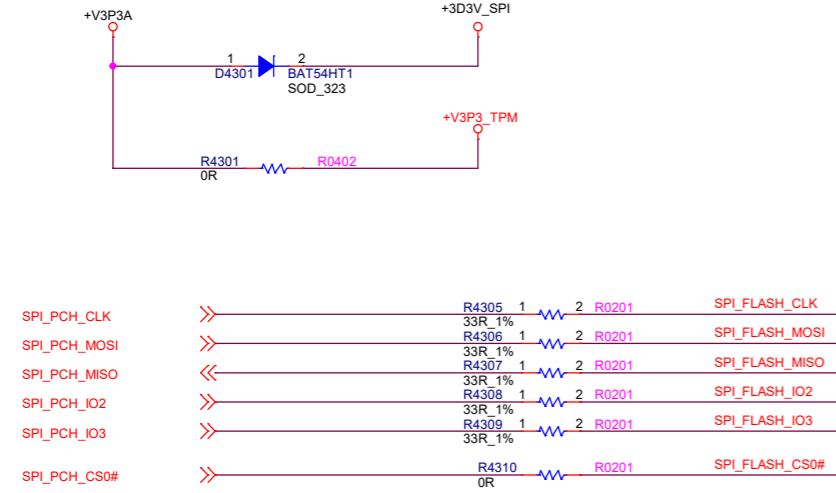 +V3P3A
+3D3V_SPI
1 2
D4301 BAT54HT1
SOD_323
+V3P3_TPM
R4301 R0402
0R
SPI_PCH_CLK R4305 1 2 R0201 SPI_FLASH_CLK
33R_1%
SPI_PCH_MOSI R4306 1 2 R0201 SPI_FLASH_MOSI
33R_1%
SPI_PCH_MISO R4307 1 2 R0201 SPI_FLASH_MISO
33R_1%
SPI_PCH_IO2 R4308 1 2 R0201 SPI_FLASH_IO2
33R_1%
SPI_PCH_IO3 R4309 1 2 R0201 SPI_FLASH_IO3
33R_1%
SPI_PCH_CS0# R4310 R0201 SPI_FLASH_CS0#
0R